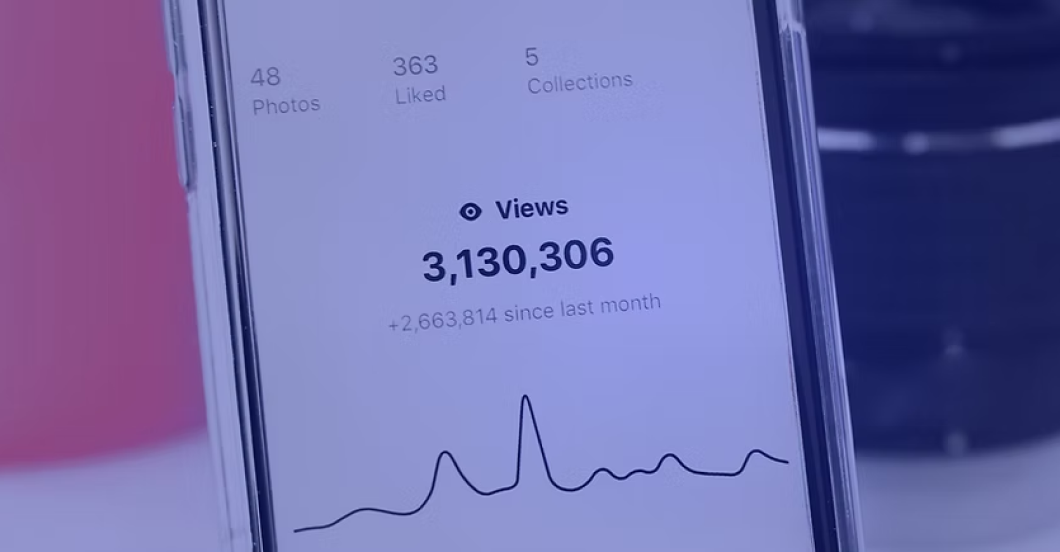 48 363 5
Photos Liked Collections
Views
3,130,306
+2,663,814 since last month